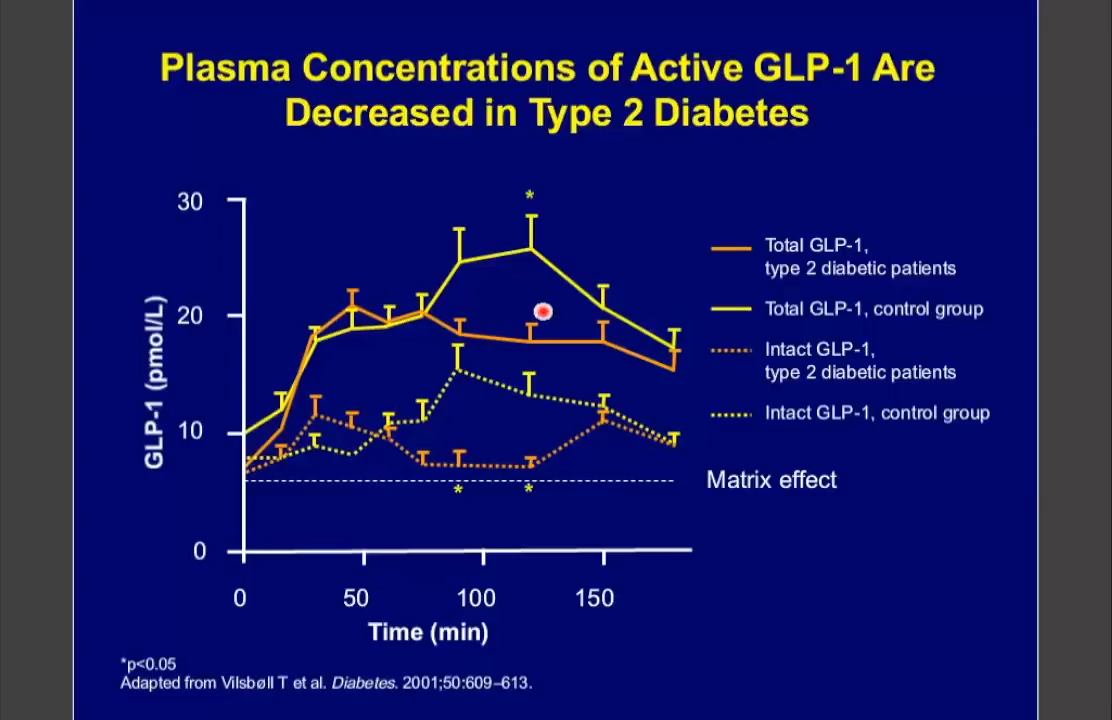 Plasma Concentrations of Active GLP-1 Are
Decreased in Type 2 Diabetes
30
20
10
0
GLP-1 (pmol/L)
*
*
*
0 50 100 150
Time (min)
Total GLP-1,
type 2 diabetic patients
Total GLP-1, control group
Intact GLP-1,
type 2 diabetic patients
Intact GLP-1, control group
Matrix effect
*p<0.05
Adapted from Vilsbøll T et al. Diabetes. 2001;50:609–613.